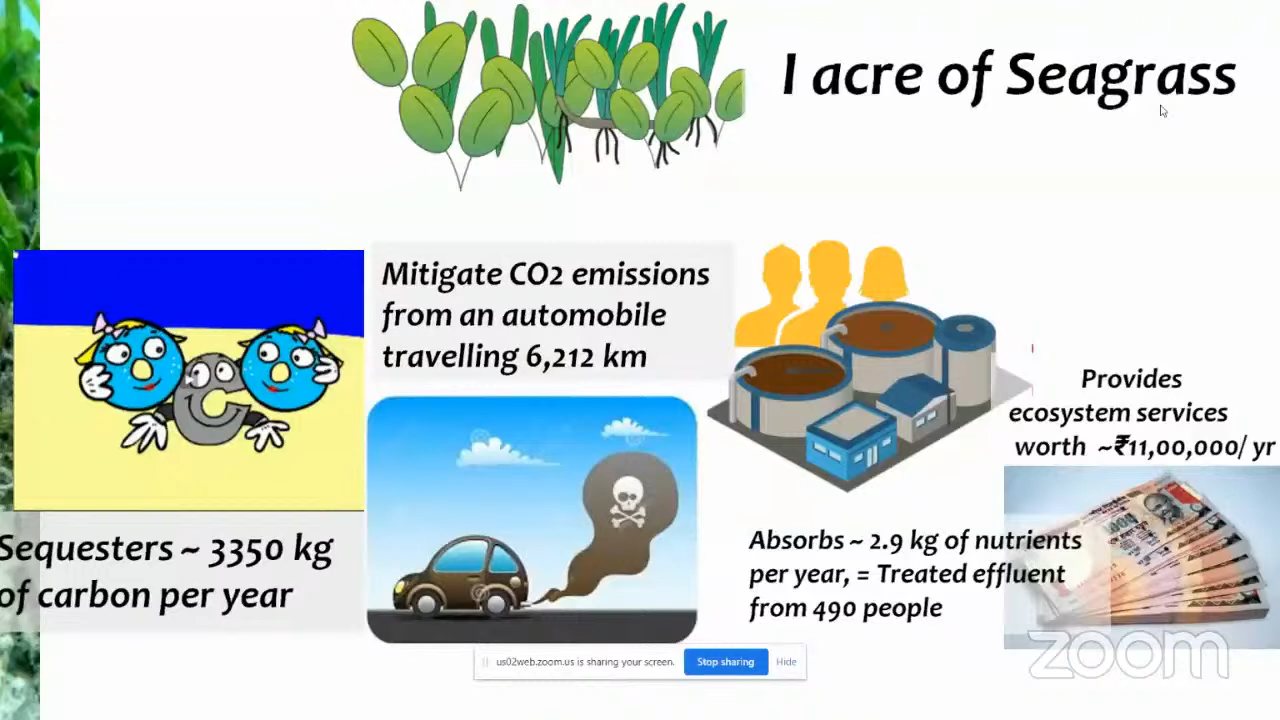 I acre of Seagrass
Mitigate CO2 emissions
from an automobile
travelling 6,212 km
Provides
ecosystem services
worth ~₹11,00,000/ yr
Sequesters ~ 3350 kg
of carbon per year
Absorbs ~ 2.9 kg of nutrients
per year, = Treated effluent
from 490 people
us02web.zoom.us is sharing your screen.
Stop sharing
Hide
zoom